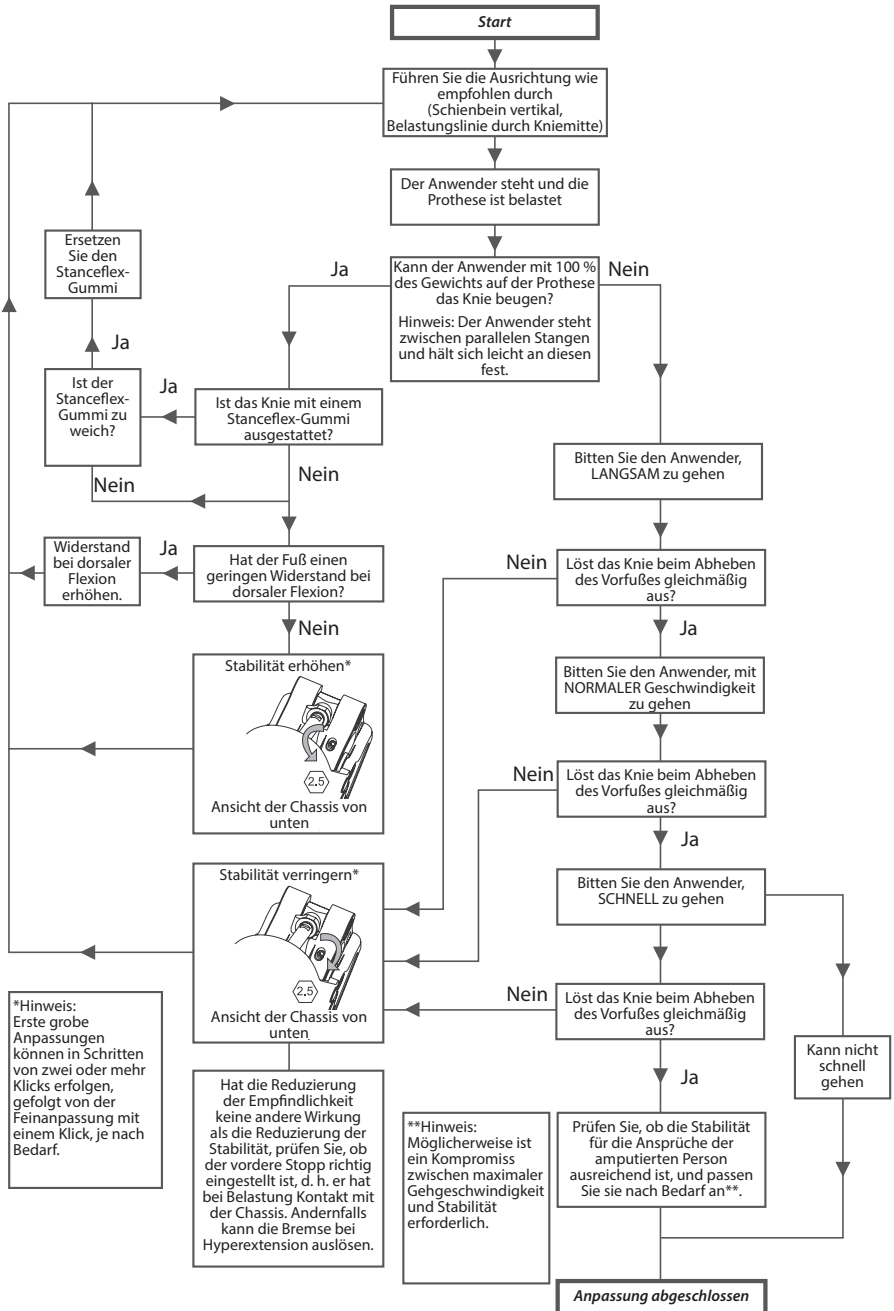 Start
Führen Sie die Ausrichtung wie
empfohlen durch
(Schienbein vertikal,
Belastungslinie durch Kniemitte)
Der Anwender steht und die
Prothese ist belastet
Kann der Anwender mit 100 %
des Gewichts auf der Prothese
das Knie beugen?
Hinweis: Der Anwender steht
zwischen parallelen Stangen
und hält sich leicht an diesen
fest.
Ja
Nein
Ersetzen
Sie den
Stanceflex-
Gummi
Ja
Ist der
Stanceflex-
Gummi zu
weich?
Ja
Ist das Knie mit einem
Stanceflex-Gummi
ausgestattet?
Nein
Nein
Widerstand
bei dorsaler
Flexion
erhöhen.
Ja
Hat der Fuß einen
geringen Widerstand bei
dorsaler Flexion?
Nein
Stabilität erhöhen*
2.5
Ansicht der Chassis von
unten
Bitten Sie den Anwender,
LANGSAM zu gehen
Nein
Löst das Knie beim Abheben
des Vorfußes gleichmäßig
aus?
Ja
Bitten Sie den Anwender, mit
NORMALER Geschwindigkeit
zu gehen
Nein
Löst das Knie beim Abheben
des Vorfußes gleichmäßig
aus?
Ja
Bitten Sie den Anwender,
SCHNELL zu gehen
Stabilität verringern*
2.5
Ansicht der Chassis von
unten
Nein
Löst das Knie beim Abheben
des Vorfußes gleichmäßig
aus?
Ja
Kann nicht
schnell
gehen
*Hinweis:
Erste grobe
Anpassungen
können in Schritten
von zwei oder mehr
Klicks erfolgen,
gefolgt von der
Feinanpassung mit
einem Klick, je nach
Bedarf.
Hat die Reduzierung
der Empfindlichkeit
keine andere Wirkung
als die Reduzierung der
Stabilität, prüfen Sie, ob
der vordere Stopp richtig
eingestellt ist, d. h. er hat
bei Belastung Kontakt mit
der Chassis. Andernfalls
kann die Bremse bei
Hyperextension auslösen.
**Hinweis:
Möglicherweise ist
ein Kompromiss
zwischen maximaler
Gehgeschwindigkeit
und Stabilität
erforderlich.
Prüfen Sie, ob die Stabilität
für die Ansprüche der
amputierten Person
ausreichend ist, und passen
Sie sie nach Bedarf an**.
Anpassung abgeschlossen